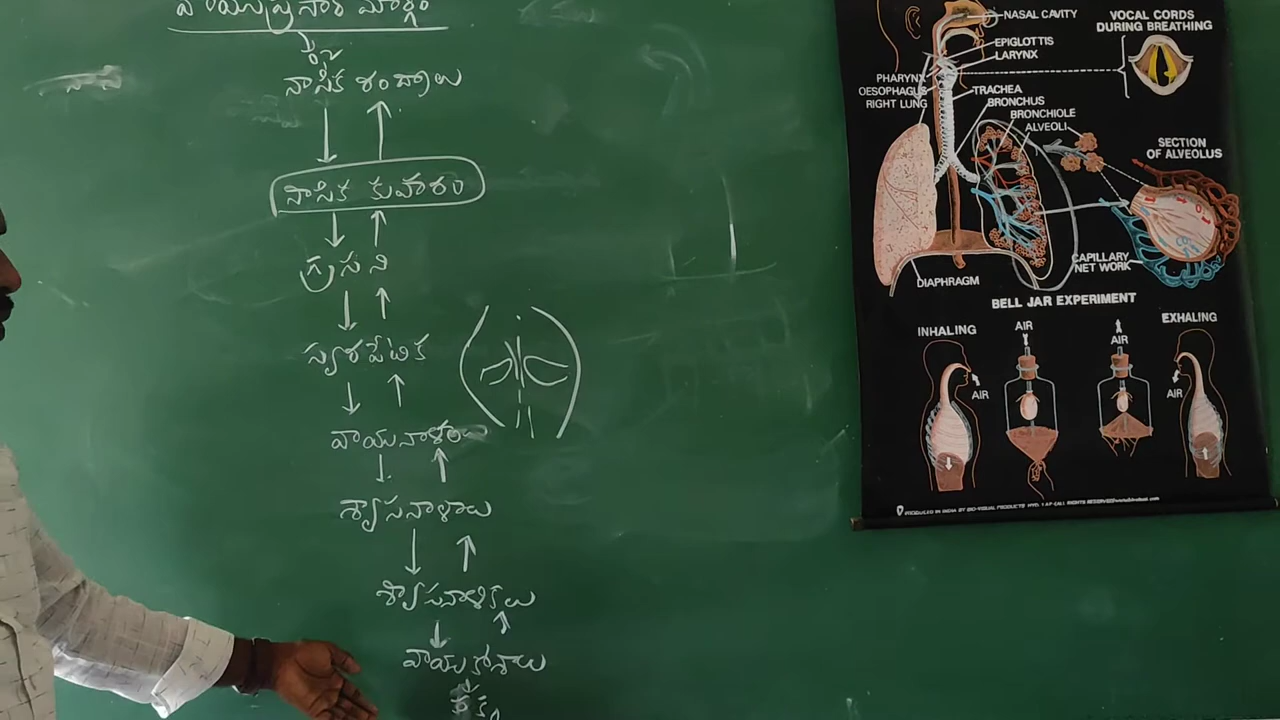 వాయుప్రసార మార్గం
నాసిక రంద్రాలు
నాసిక కుహరం
గ్రసని
స్వరపేటిక
వాయునాళం
శ్వాసనాళాలు
శ్వాసనాళికలు
వాయుకోశాలు
NASAL CAVITY
EPIGLOTTIS
LARYNX
PHARYNX
OESOPHAGUS
RIGHT LUNG
TRACHEA
BRONCHUS
BRONCHIOLE
ALVEOLI
DIAPHRAGM
VOCAL CORDS
DURING BREATHING
SECTION
OF ALVEOLUS
CAPILLARY
NET WORK
BELL JAR EXPERIMENT
INHALING
AIR
AIR
AIR
EXHALING
AIR